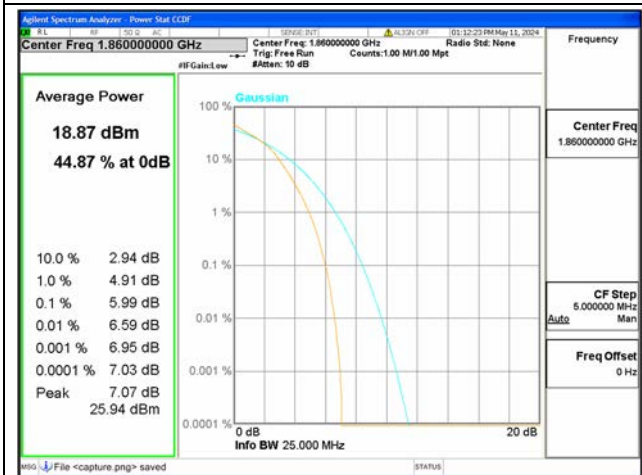 Agilent Spectrum Analyzer - Power Stat CCDF
RL RF 50 Ω AC SENSE:INT ALIGN OFF 01:12:23 PM May 11, 2024
Center Freq 1.860000000 GHz
Center Freq: 1.860000000 GHz Radio Std: None
Trig: Free Run Counts:1.00 M/1.00 Mpt
#IFGain:Low #Atten: 10 dB
Frequency
Average Power
18.87 dBm
44.87 % at 0dB
10.0 % 2.94 dB
1.0 % 4.91 dB
0.1 % 5.99 dB
0.01 % 6.59 dB
0.001 % 6.95 dB
0.0001 % 7.03 dB
Peak 7.07 dB
25.94 dBm
Gaussian
100 %
10 %
1 %
0.1 %
0.01 %
0.001 %
0.0001 %
0 dB 20 dB
Info BW 25.000 MHz
Center Freq
1.860000000 GHz
CF Step
5.000000 MHz
Auto Man
Freq Offset
0 Hz
MSG File <capture.png> saved STATUS